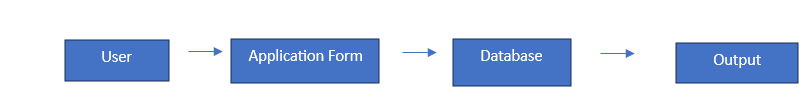 User
Application Form
Database
Output